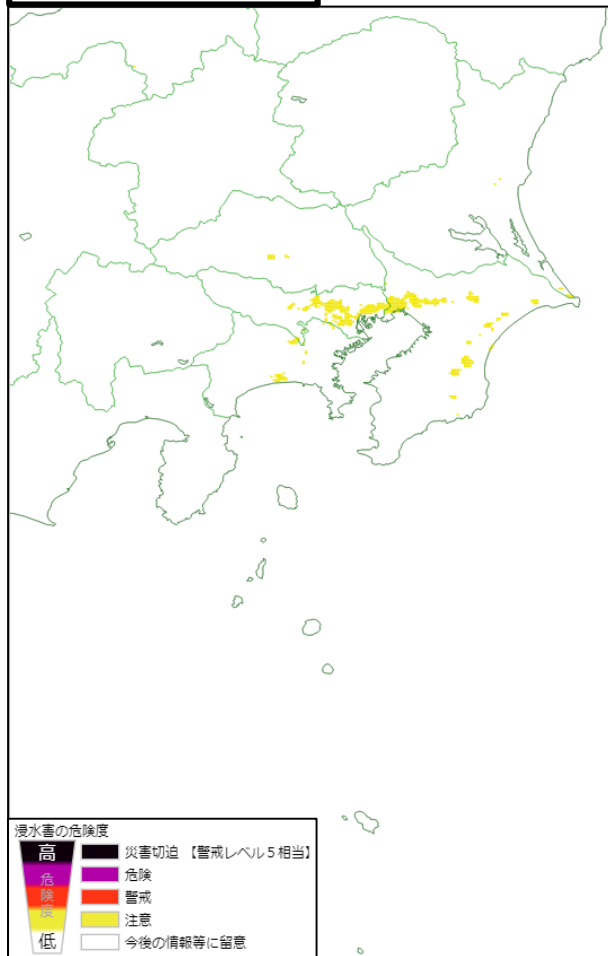 浸水害の危険度
高
危険度
低
災害切迫 【警戒レベル５相当】
危険
警戒
注意
今後の情報等に留意